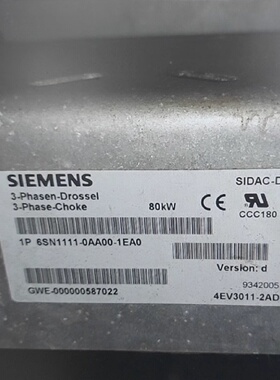 SIEMENS
SIDAC-D
3-Phasen-Drossel
3-Phase-Choke
80kW
CE
CCC180
1P 6SN1111-0AA00-1EA0
Version: d
9342005
GWE-000000587022
4EV3011-2AD